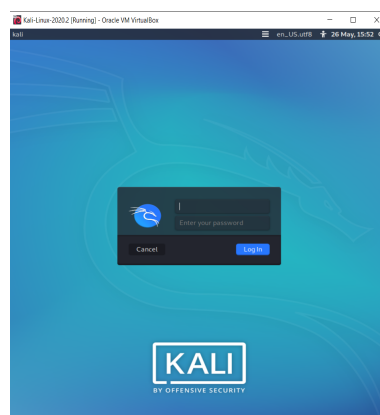 Kali-Linux-2020.2 [Running] - Oracle VM VirtualBox
kali en_US.utf8 26 May, 15:52
Enter your password
Cancel Log In
KALI
BY OFFENSIVE SECURITY